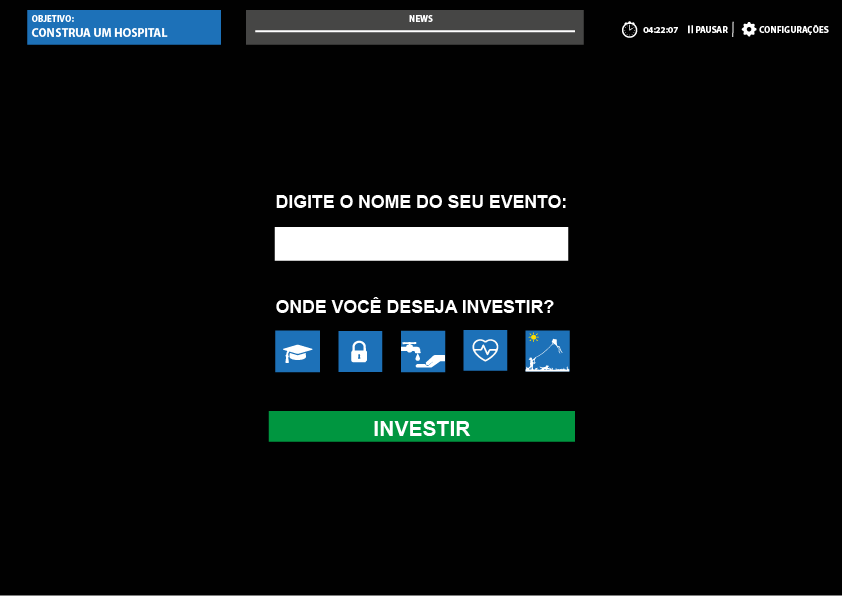 OBJETIVO:
CONSTRUA UM HOSPITAL
NEWS
04:22:07
PAUSAR
CONFIGURAÇÕES
DIGITE O NOME DO SEU EVENTO:
ONDE VOCÊ DESEJA INVESTIR?
INVESTIR